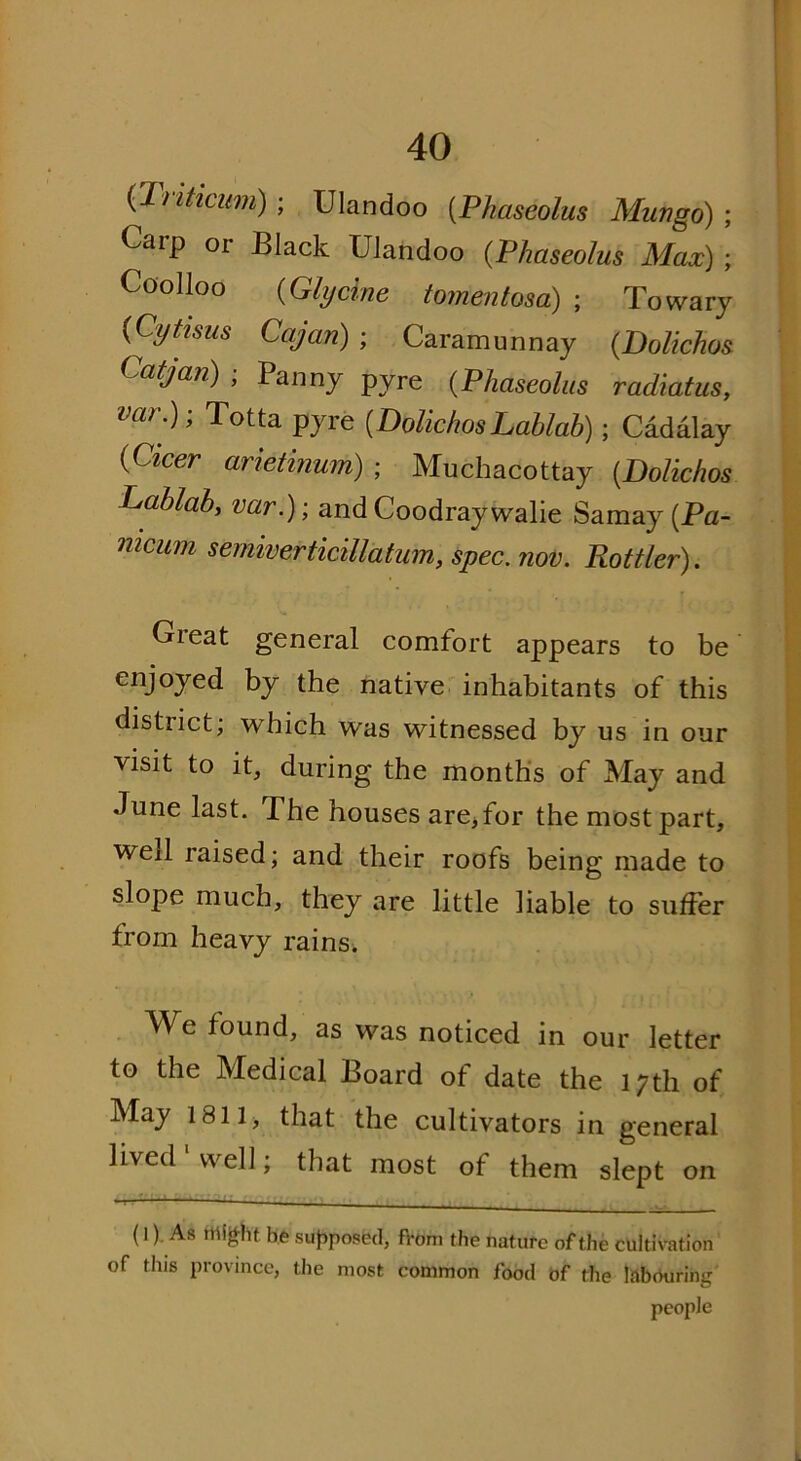 40
(Triticum) ; Ulandoo (Phaseolus Mungo) ;
Carp or Black Ulandoo (Phaseolus Max) ;
Coolloo (Glycine tomentosa) ; Towary
(Cytisus Cajan) ; Caramunnay (Dolichos
Catjan) ; Panny pyre (Phaseolus radiatus,
var.) ; Totta pyre (Dolichos Lablab) ; Cádálay
(Cicer arietinum) ; Muchacottay (Dolichos
Lablab, var.) ; and Coodraywalie Samay (Pa-
nicum semiverticillatum, spec. nov. Rottler).
Great general comfort appears to be
enjoyed by the native inhabitants of this
district; which was witnessed by us in our
visit to it, during the months of May and
June last. The houses are, for the most part,
well raised; and their roofs being made to
slope much, they are little liable to suffer
from heavy rains.
We found, as was noticed in our letter
to the Medical Board of date the 17th of
May 1811, that the cultivators in general
lived ¹ well; that most of them slept on
(1). As might be supposed, from the nature of the cultivation
of this province, the most common food of the labouring
people